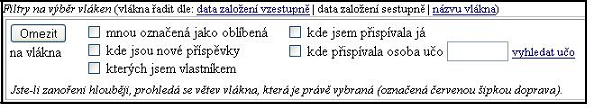 Filtry na výběr vláken (vlákna řadit dle: data založení vzestupně | data založení sestupně | názvu vlákna)
Omezit
na vlákna
mnou označená jako oblíbená
kde jsem přispívala já
kde jsou nové příspěvky
kde přispívala osoba učo
vyhledat učo
kterých jsem vlastníkem
Jste-li zanořeni hlouběji, prohledá se větev vlákna, která je právě vybraná (označená červenou šipkou doprava).